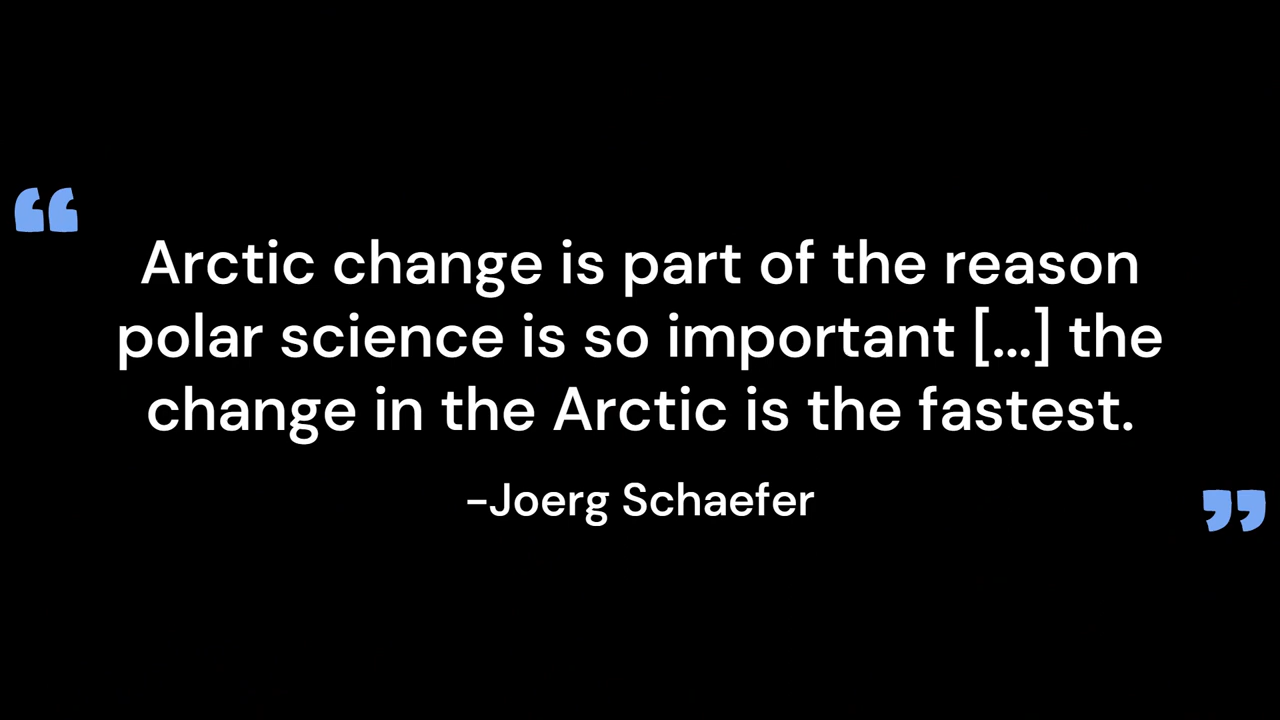 “
Arctic change is part of the reason
polar science is so important [...] the
change in the Arctic is the fastest.
–Joerg Schaefer
”